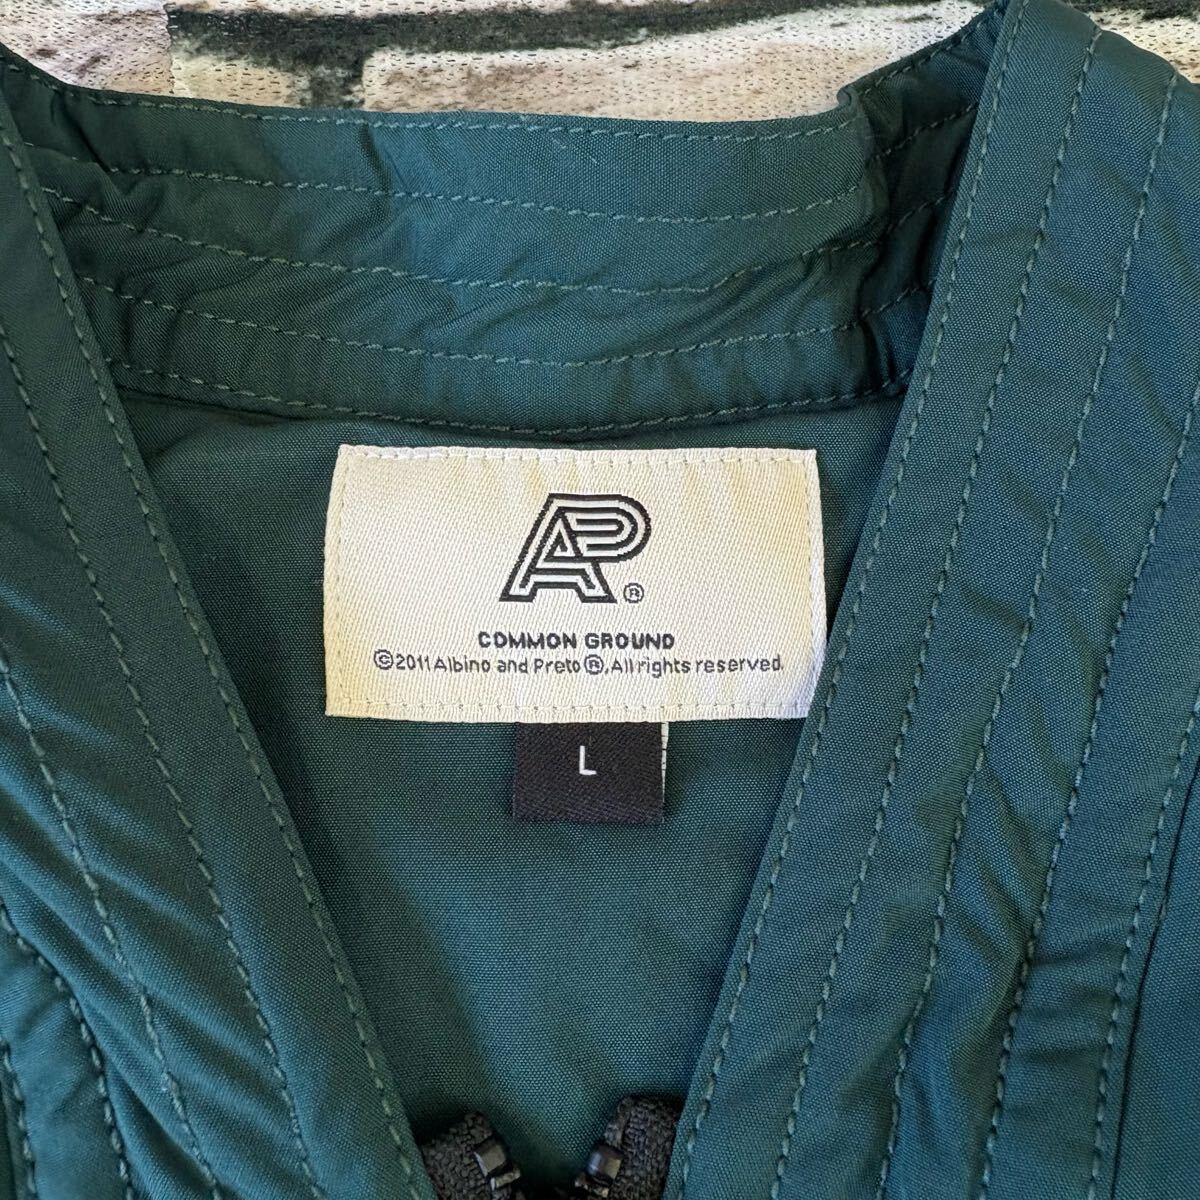 AP®
COMMON GROUND
©2011 Albino and Preto®, All rights reserved.
L